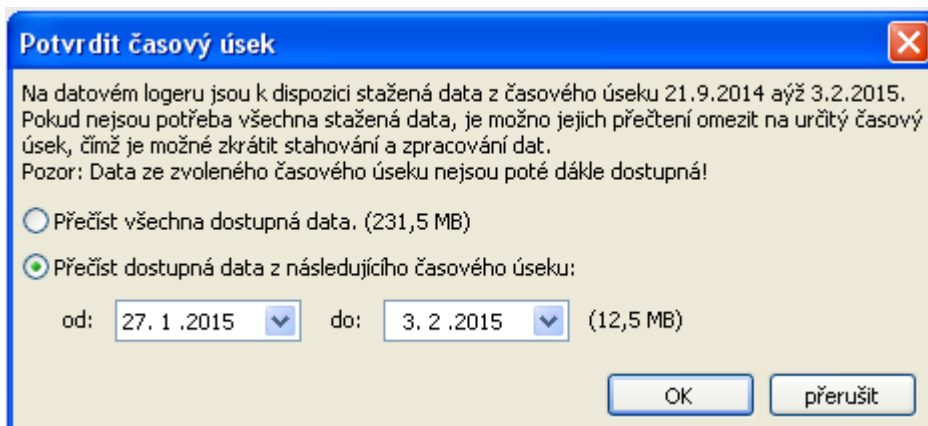 Potvrdit časový úsek
Na datovém logeru jsou k dispozici stažená data z časového úseku 21.9.2014 aýž 3.2.2015.
Pokud nejsou potřeba všechna stažená data, je možno jejich přečtení omezit na určitý časový
úsek, čímž je možné zkrátit stahování a zpracování dat.
Pozor: Data ze zvoleného časového úseku nejsou poté dákle dostupná!
Přečíst všechna dostupná data. (231,5 MB)
Přečíst dostupná data z následujícího časového úseku:
od: 27. 1 .2015 do: 3. 2 .2015 (12,5 MB)
OK přerušit